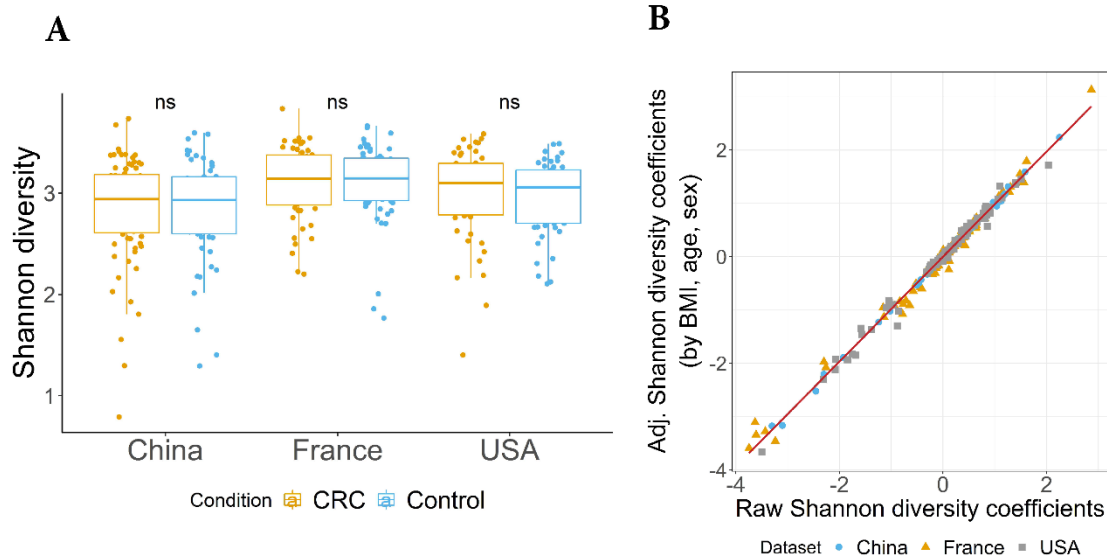 A
Shannon diversity
3
2
1
ns ns ns
China France USA
Condition a CRC a Control
B
Adj. Shannon diversity coefficients
(by BMI, age, sex)
2
0
-2
-4
-4 -2 0 2
Raw Shannon diversity coefficients
Dataset China France USA